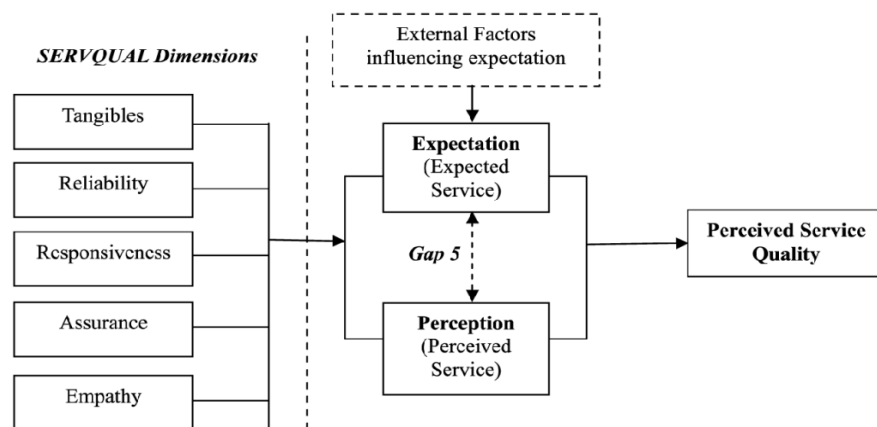 SERVQUAL Dimensions
Tangibles
Reliability
Responsiveness
Assurance
Empathy
External Factors
influencing expectation
Expectation
(Expected
Service)
Gap 5
Perception
(Perceived
Service)
Perceived Service
Quality